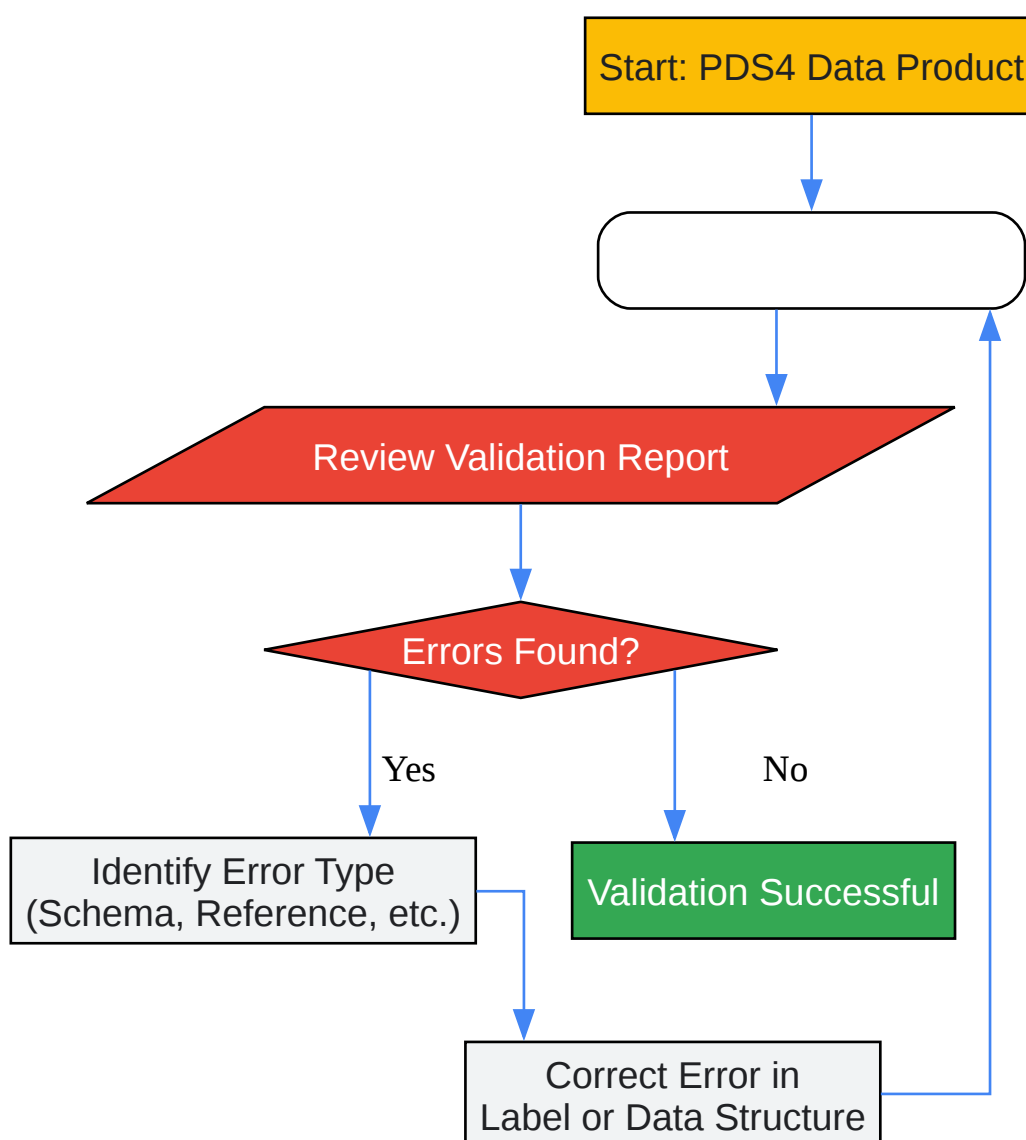 Start: PDS4 Data Product
Review Validation Report
Errors Found?
Yes
No
Identify Error Type
(Schema, Reference, etc.)
Validation Successful
Correct Error in
Label or Data Structure